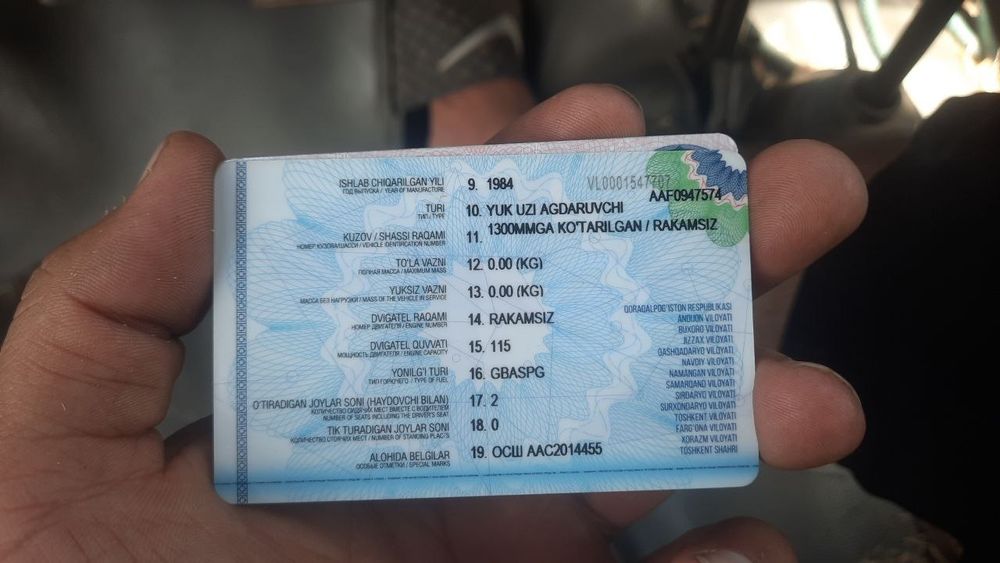 VL0001547707
AAF0947574
ISHLAB CHIQARILGAN YILI 9. 1984
ГОД ВЫПУСКА / YEAR OF MANUFACTURE
TURI 10. YUK UZI AGDARUVCHI
ТИП / TYPE
1300MMGA KO'TARILGAN / RAKAMSIZ
KUZOV / SHASSI RAQAMI 11.
НОМЕР КУЗОВА/ШАССИ / VEHICLE IDENTIFICATION NUMBER
TO'LA VAZNI 12. 0.00 (KG)
ПОЛНАЯ МАССА / MAXIMUM MASS
YUKSIZ VAZNI 13. 0.00 (KG)
МАССА БЕЗ НАГРУЗКИ / MASS OF THE VEHICLE IN SERVICE
DVIGATEL RAQAMI 14. RAKAMSIZ
НОМЕР ДВИГАТЕЛЯ / ENGINE NUMBER
DVIGATEL QUVVATI 15. 115
МОЩНОСТЬ ДВИГАТЕЛЯ / ENGINE CAPACITY
YONILG'I TURI 16. GBASPG
ТИП ГОРЮЧЕГО / TYPE OF FUEL
O'TIRADIGAN JOYLAR SONI (HAYDOVCHI BILAN) 17. 2
КОЛИЧЕСТВО СИДЯЧИХ МЕСТ ВМЕСТЕ С ВОДИТЕЛЕМ
NUMBER OF SEATS INCLUDING THE DRIVER'S SEAT
TIK TURADIGAN JOYLAR SONI 18. 0
КОЛИЧЕСТВО СТОЯЧИХ МЕСТ / NUMBER OF STANDING PLACTS
ALOHIDA BELGILAR 19. ОСШ ААС2014455
ОСОБЫЕ ОТМЕТКИ / SPECIAL MARKS
QORAQALPOG'ISTON RESPUBLIKASI
ANDIJON VILOYATI
BUXORO VILOYATI
JIZZAX VILOYATI
QASHQADARYO VILOYATI
NAVOIY VILOYATI
NAMANGAN VILOYATI
SAMARQAND VILOYATI
SIRDARYO VILOYATI
SURXONDARYO VILOYATI
TOSHKENT VILOYATI
FARG'ONA VILOYATI
XORAZM VILOYATI
TOSHKENT SHAHRI